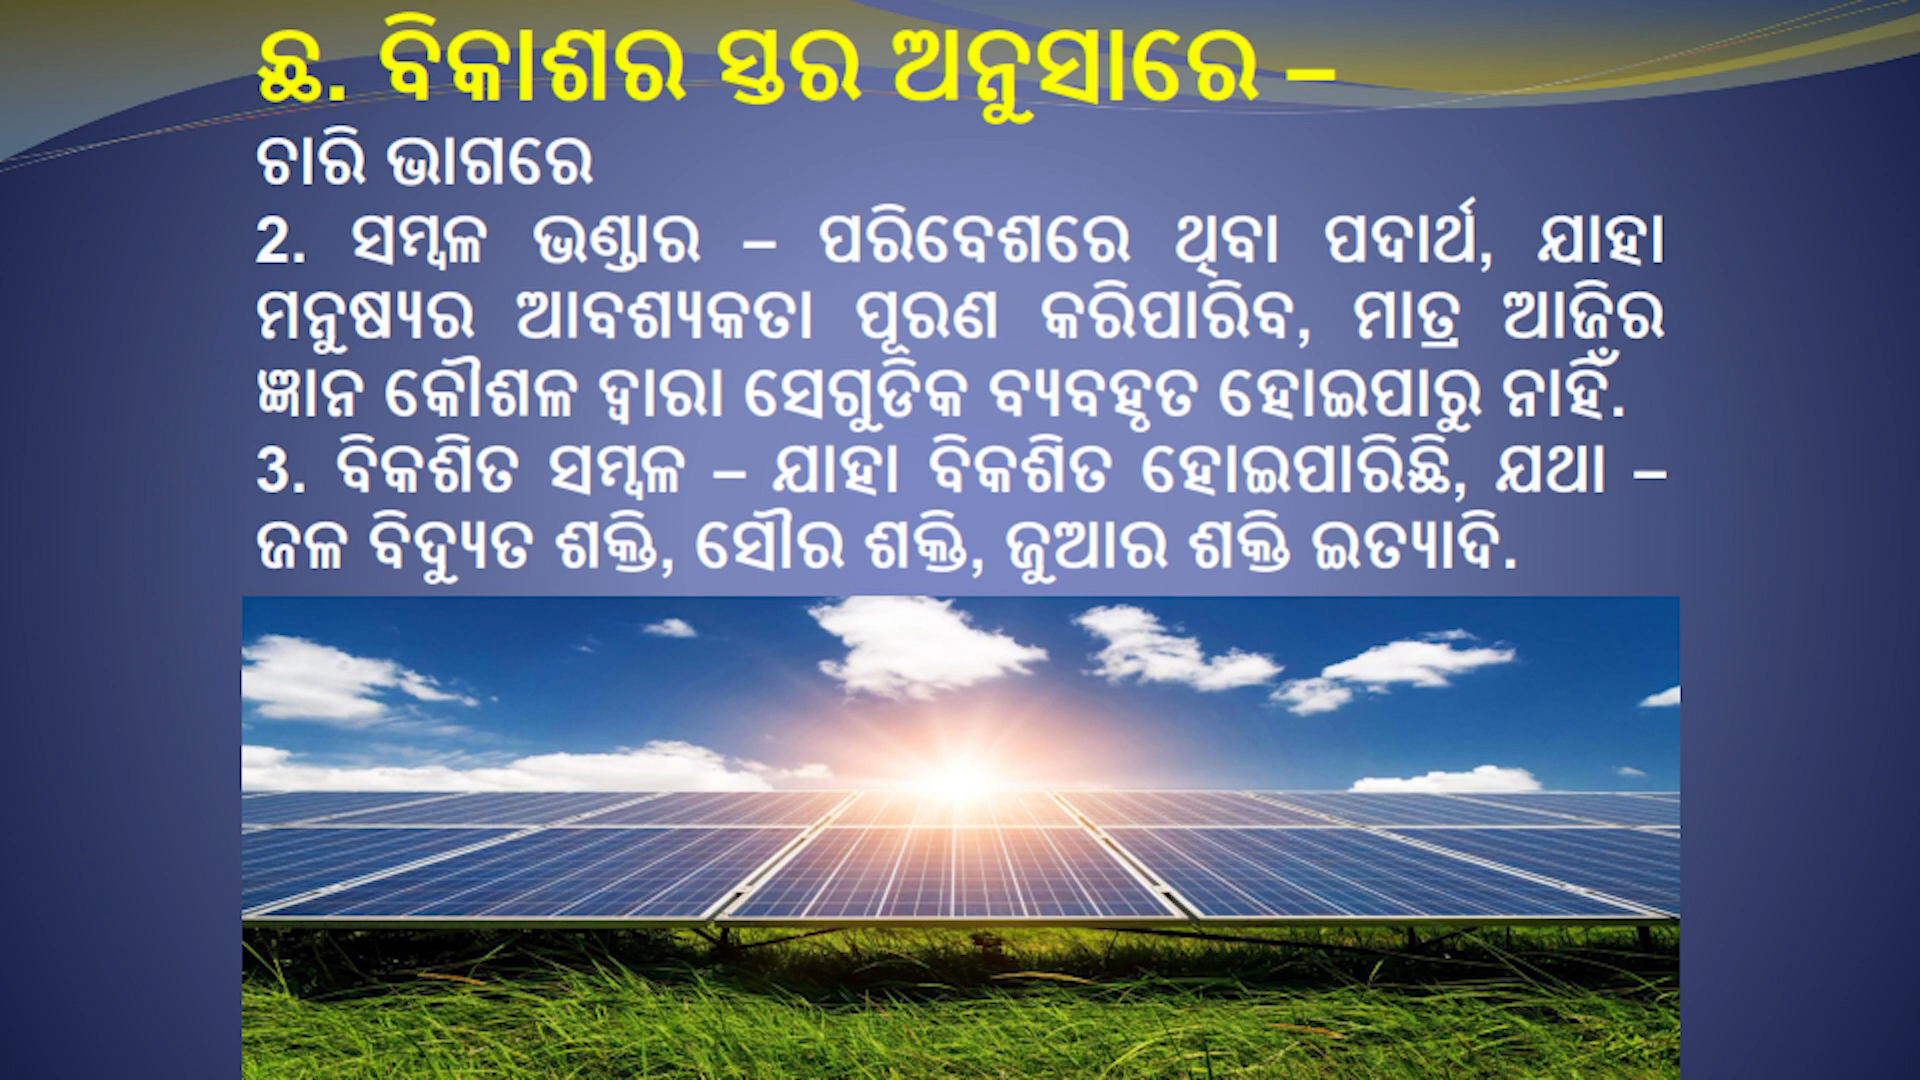 ଛ. ବିକାଶର ସ୍ତର ଅନୁସାରେ –
ଚାରି ଭାଗରେ
2. ସମ୍ବଳ ଭଣ୍ଡାର – ପରିବେଶରେ ଥିବା ପଦାର୍ଥ, ଯାହା
ମନୁଷ୍ୟର ଆବଶ୍ୟକତା ପୂରଣ କରିପାରିବ, ମାତ୍ର ଆଜିର
ଜ୍ଞାନ କୌଶଳ ଦ୍ୱାରା ସେଗୁଡିକ ବ୍ୟବହୃତ ହୋଇପାରୁ ନାହିଁ.
3. ବିକଶିତ ସମ୍ବଳ – ଯାହା ବିକଶିତ ହୋଇପାରିଛି, ଯଥା –
ଜଳ ବିଦ୍ୟୁତ ଶକ୍ତି, ସୌର ଶକ୍ତି, ଜୁଆର ଶକ୍ତି ଇତ୍ୟାଦି.